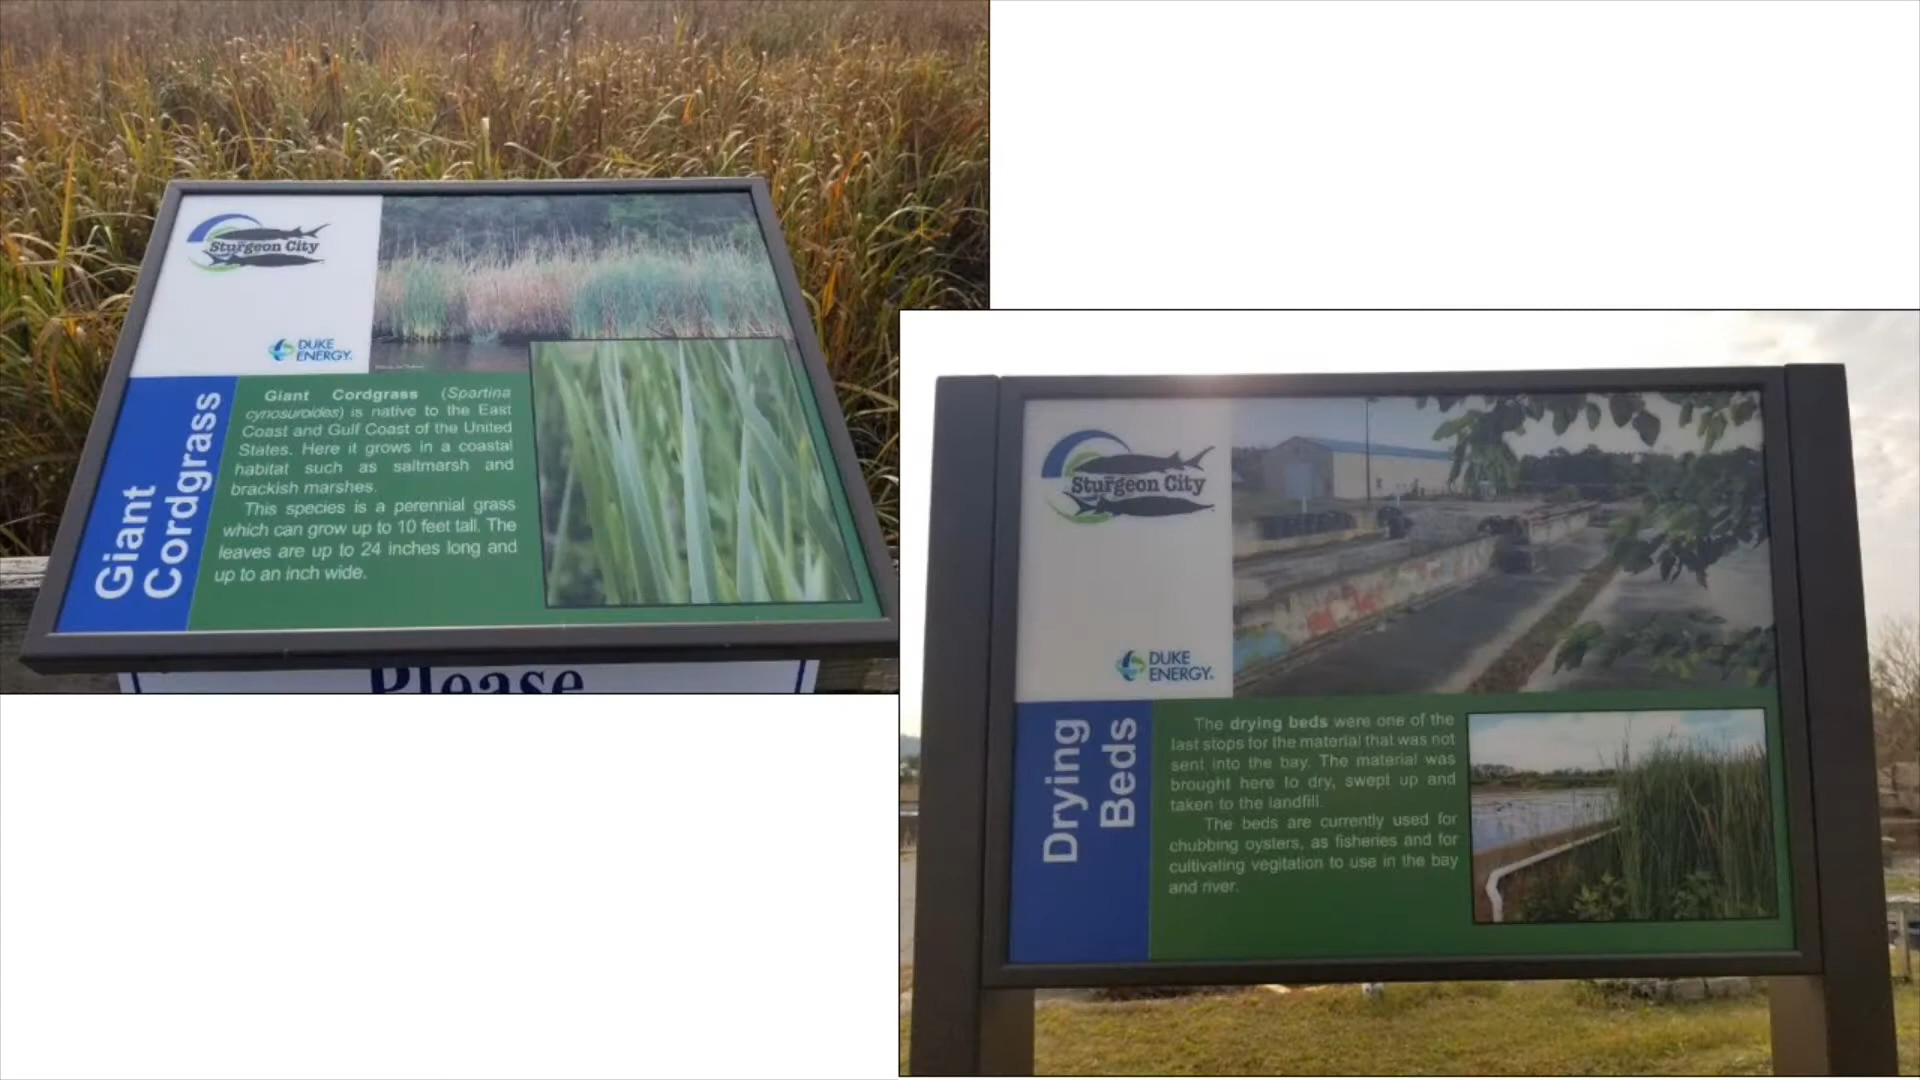 Sturgeon City
DUKE
ENERGY.
Giant
Cordgrass
Giant Cordgrass (Spartina
cynosuroides) is native to the East
Coast and Gulf Coast of the United
States. Here it grows in a coastal
habitat such as saltmarsh and
brackish marshes.
This species is a perennial grass
which can grow up to 10 feet tall. The
leaves are up to 24 inches long and
up to an inch wide.
Please
Sturgeon City
DUKE
ENERGY.
Drying
Beds
The drying beds were one of the
last stops for the material that was not
sent into the bay. The material was
brought here to dry, swept up and
taken to the landfill.
The beds are currently used for
chubbing oysters, as fisheries and for
cultivating vegitation to use in the bay
and river.